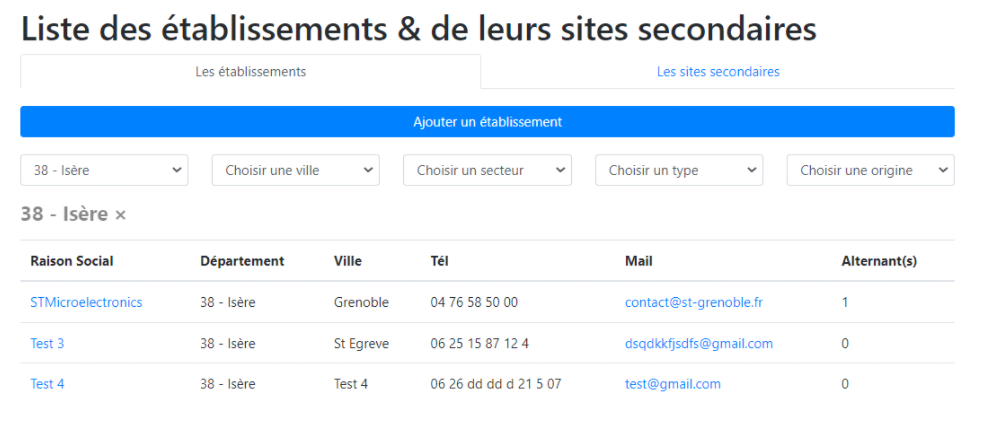 Liste des établissements & de leurs sites secondaires
Les établissements Les sites secondaires
Ajouter un établissement
38 - Isère Choisir une ville Choisir un secteur Choisir un type Choisir une origine
38 - Isère ×
Raison Social Département Ville Tél Mail Alternant(s)
STMicroelectronics 38 - Isère Grenoble 04 76 58 50 00 contact@st-grenoble.fr 1
Test 3 38 - Isère St Egreve 06 25 15 87 12 4 dsqdkkfjsdfs@gmail.com 0
Test 4 38 - Isère Test 4 06 26 dd dd d 21 5 07 test@gmail.com 0